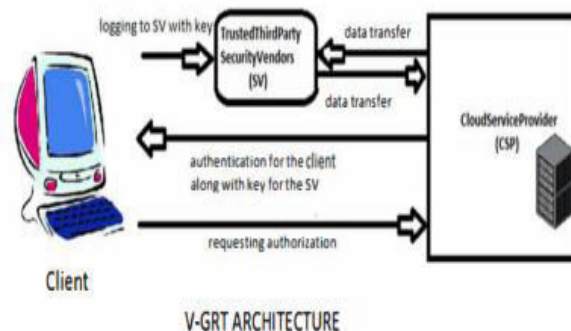 logging to SV with key
TrustedThirdParty
SecurityVendors
(SV)
data transfer
data transfer
CloudServiceProvider
(CSP)
authentication for the client
along with key for the SV
requesting authorization
Client
V-GRT ARCHITECTURE